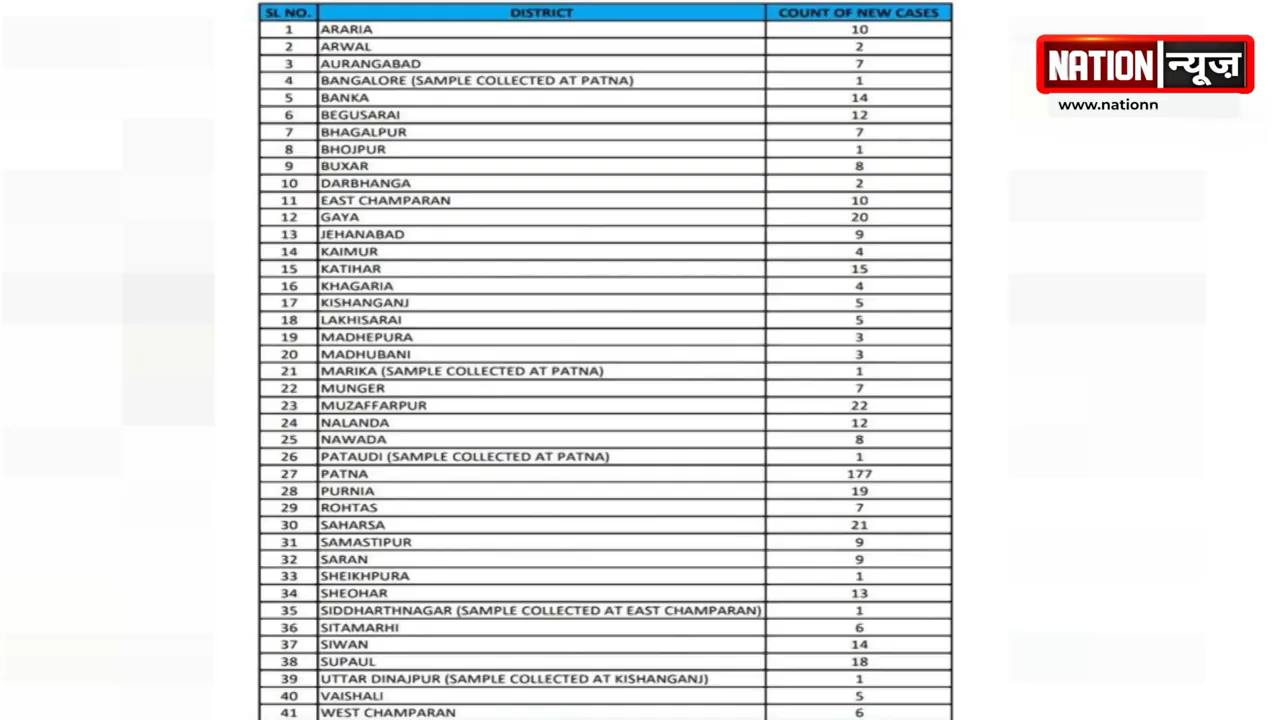 SL NO. DISTRICT COUNT OF NEW CASES
1 ARARIA 10
2 ARWAL 2
3 AURANGABAD 7
4 BANGALORE (SAMPLE COLLECTED AT PATNA) 1
5 BANKA 14
6 BEGUSARAI 12
7 BHAGALPUR 7
8 BHOJPUR 1
9 BUXAR 8
10 DARBHANGA 2
11 EAST CHAMPARAN 10
12 GAYA 20
13 JEHANABAD 9
14 KAIMUR 4
15 KATIHAR 15
16 KHAGARIA 4
17 KISHANGANJ 5
18 LAKHISARAI 5
19 MADHEPURA 3
20 MADHUBANI 3
21 MARIKA (SAMPLE COLLECTED AT PATNA) 1
22 MUNGER 7
23 MUZAFFARPUR 22
24 NALANDA 12
25 NAWADA 8
26 PATAUDI (SAMPLE COLLECTED AT PATNA) 1
27 PATNA 177
28 PURNIA 19
29 ROHTAS 7
30 SAHARSA 21
31 SAMASTIPUR 9
32 SARAN 9
33 SHEIKHPURA 1
34 SHEOHAR 13
35 SIDDHARTHNAGAR (SAMPLE COLLECTED AT EAST CHAMPARAN) 1
36 SITAMARHI 6
37 SIWAN 14
38 SUPAUL 18
39 UTTAR DINAJPUR (SAMPLE COLLECTED AT KISHANGANJ) 1
40 VAISHALI 5
41 WEST CHAMPARAN 6
NATION न्यूज़
www.nationn